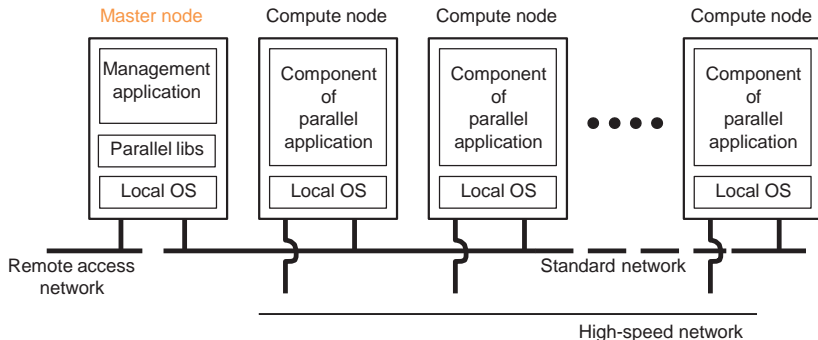 Master node
Compute node
Compute node
Compute node
Management
application
Parallel libs
Local OS
Component
of
parallel
application
Local OS
Component
of
parallel
application
Local OS
Component
of
parallel
application
Local OS
Remote access
network
Standard network
High-speed network